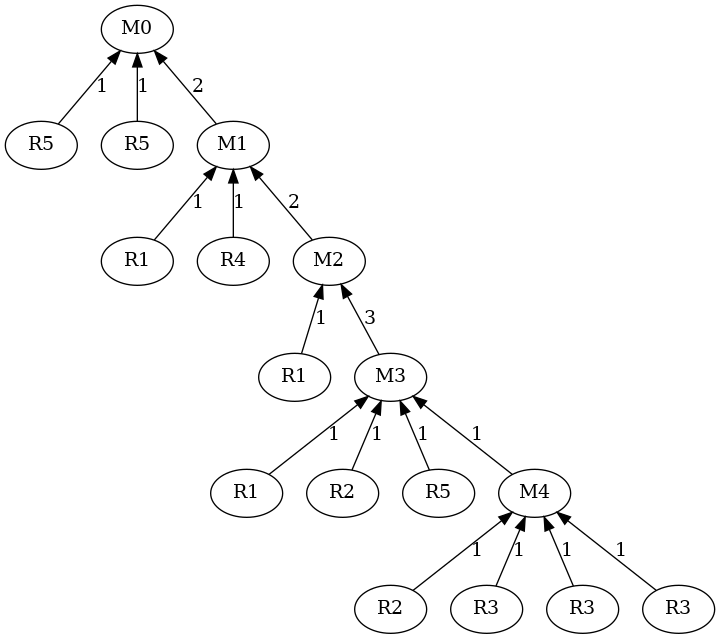 M0
1 1 2
R5 R5 M1
1 1 2
R1 R4 M2
1 3
R1 M3
1 1 1 1
R1 R2 R5 M4
1 1 1 1
R2 R3 R3 R3